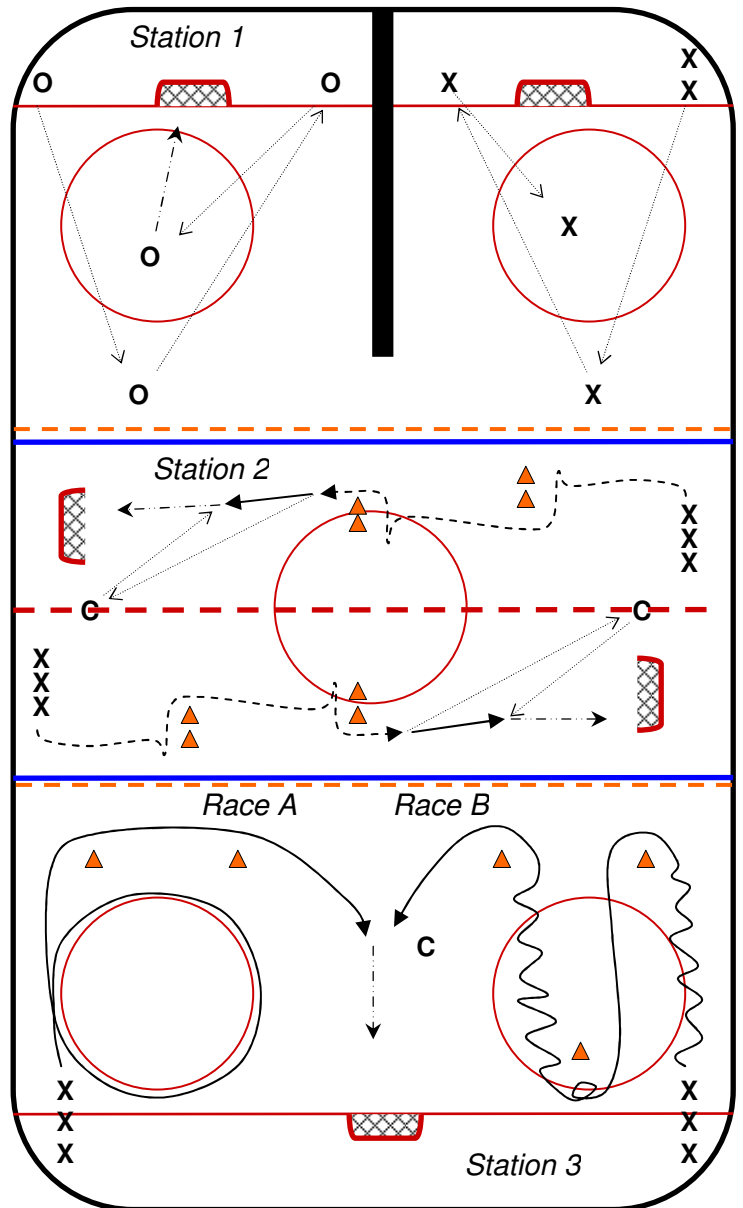 Station 1
X
O O X X
X
O
O X
Station 2
X
X
X
C C
X
X
X
Race A Race B
C
X X
X X
X X
Station 3